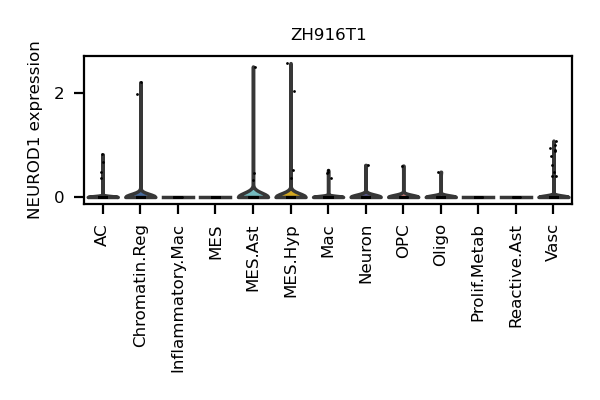 ZH916T1
NEUROD1 expression
2
0
AC
Chromatin.Reg
Inflammatory.Mac
MES
MES.Ast
MES.Hyp
Mac
Neuron
OPC
Oligo
Prolif.Metab
Reactive.Ast
Vasc